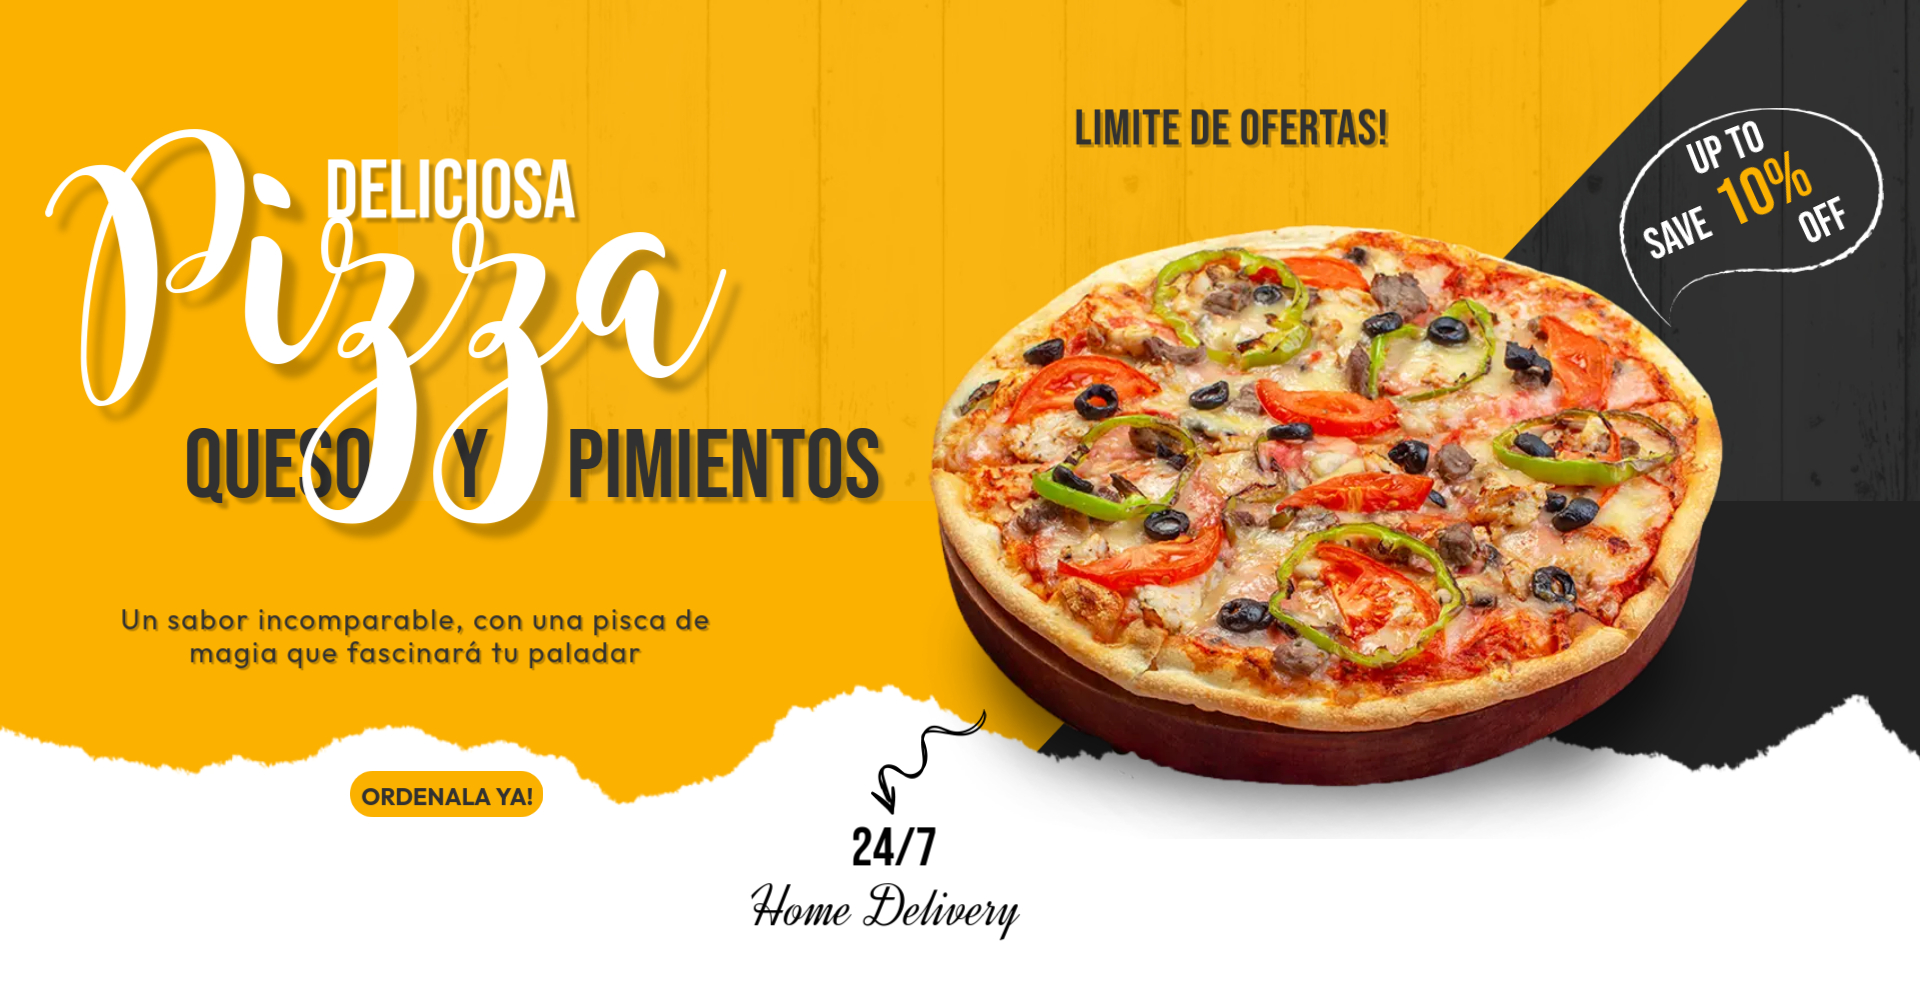 DELICIOSA
Pizza
QUESO Y PIMIENTOS
Un sabor incomparable, con una pisca de
magia que fascinará tu paladar
ORDENALA YA!
24/7
Home Delivery
LIMITE DE OFERTAS!
UP TO
SAVE 10%
OFF